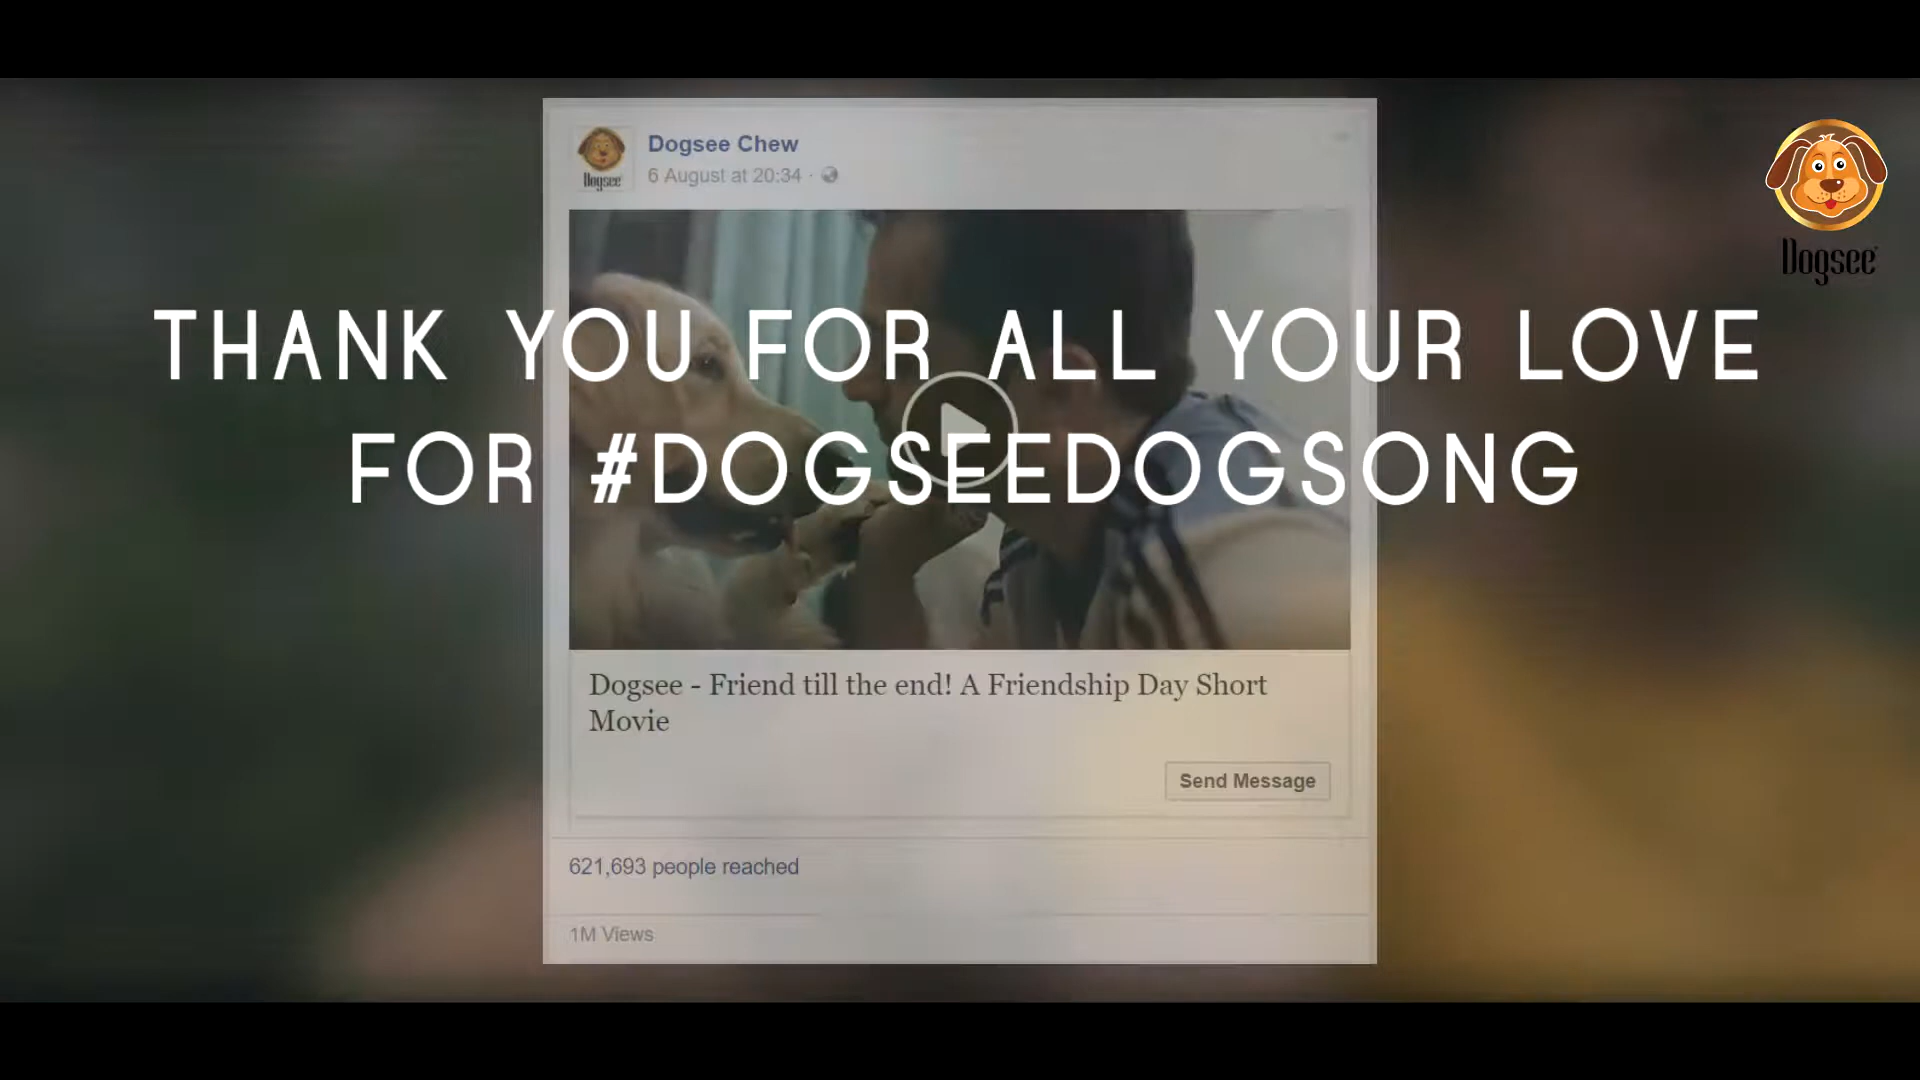 Dogsee Chew
6 August at 20:34 ·
Dogsee
Dogsee
THANK YOU FOR ALL YOUR LOVE
FOR #DOGSEEDOGSONG
Dogsee - Friend till the end! A Friendship Day Short
Movie
Send Message
621,693 people reached
1M Views